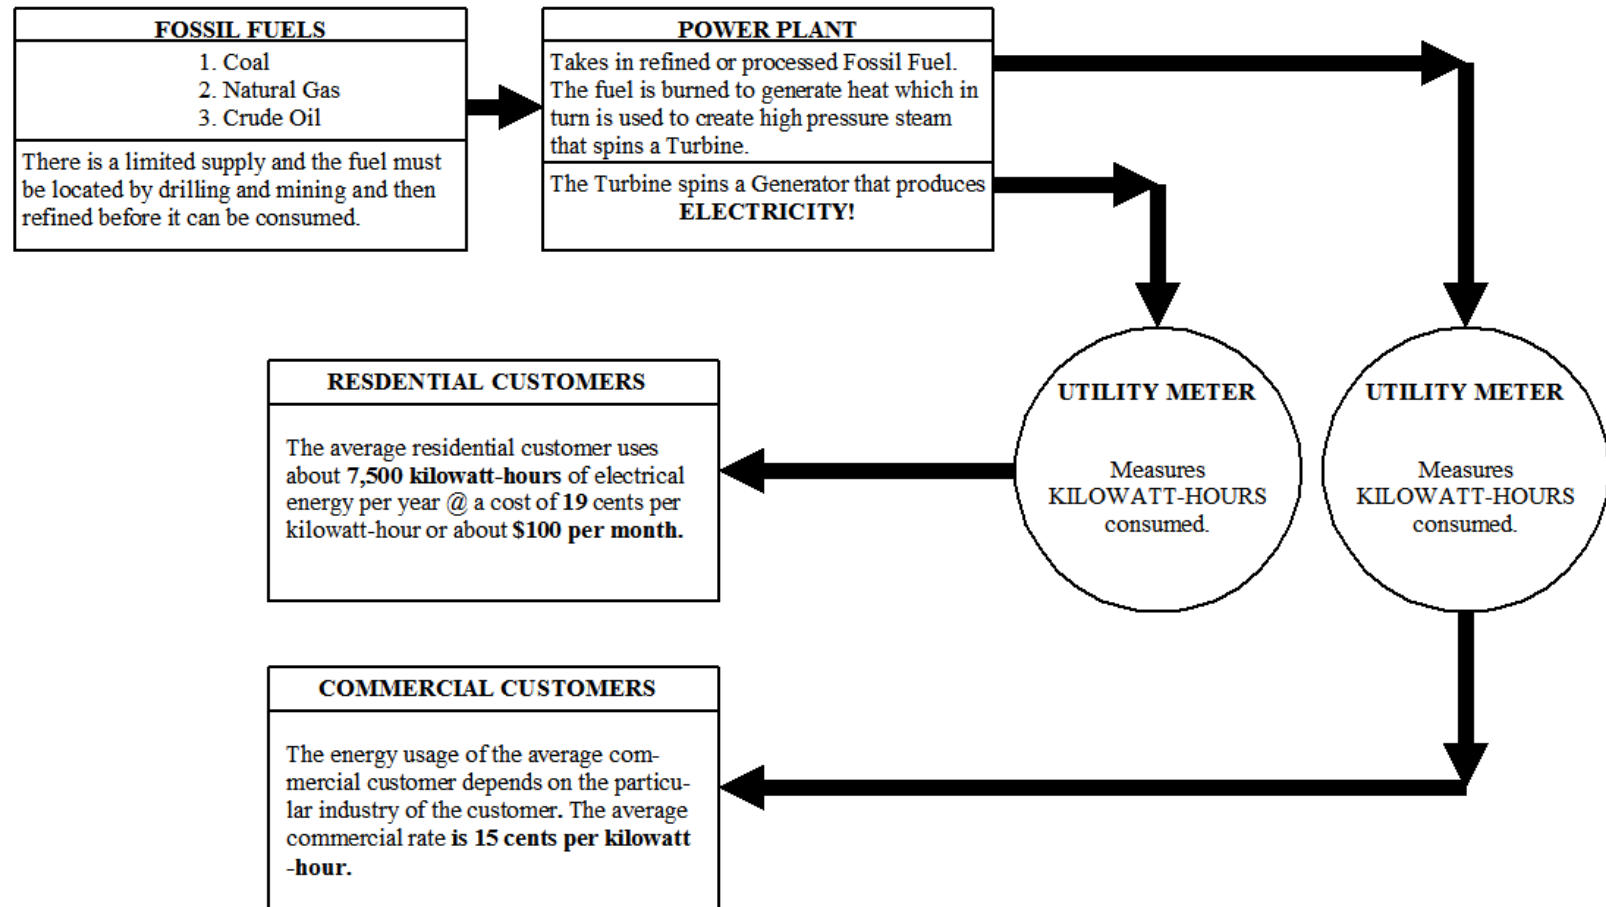 FOSSIL FUELS
1. Coal
2. Natural Gas
3. Crude Oil
There is a limited supply and the fuel must
be located by drilling and mining and then
refined before it can be consumed.
POWER PLANT
Takes in refined or processed Fossil Fuel.
The fuel is burned to generate heat which in
turn is used to create high pressure steam
that spins a Turbine.
The Turbine spins a Generator that produces
ELECTRICITY!
UTILITY METER
Measures
KILOWATT-HOURS
consumed.
UTILITY METER
Measures
KILOWATT-HOURS
consumed.
RESDENTIAL CUSTOMERS
The average residential customer uses
about 7,500 kilowatt-hours of electrical
energy per year @ a cost of 19 cents per
kilowatt-hour or about $100 per month.
COMMERCIAL CUSTOMERS
The energy usage of the average com-
mercial customer depends on the particu-
lar industry of the customer. The average
commercial rate is 15 cents per kilowatt
-hour.